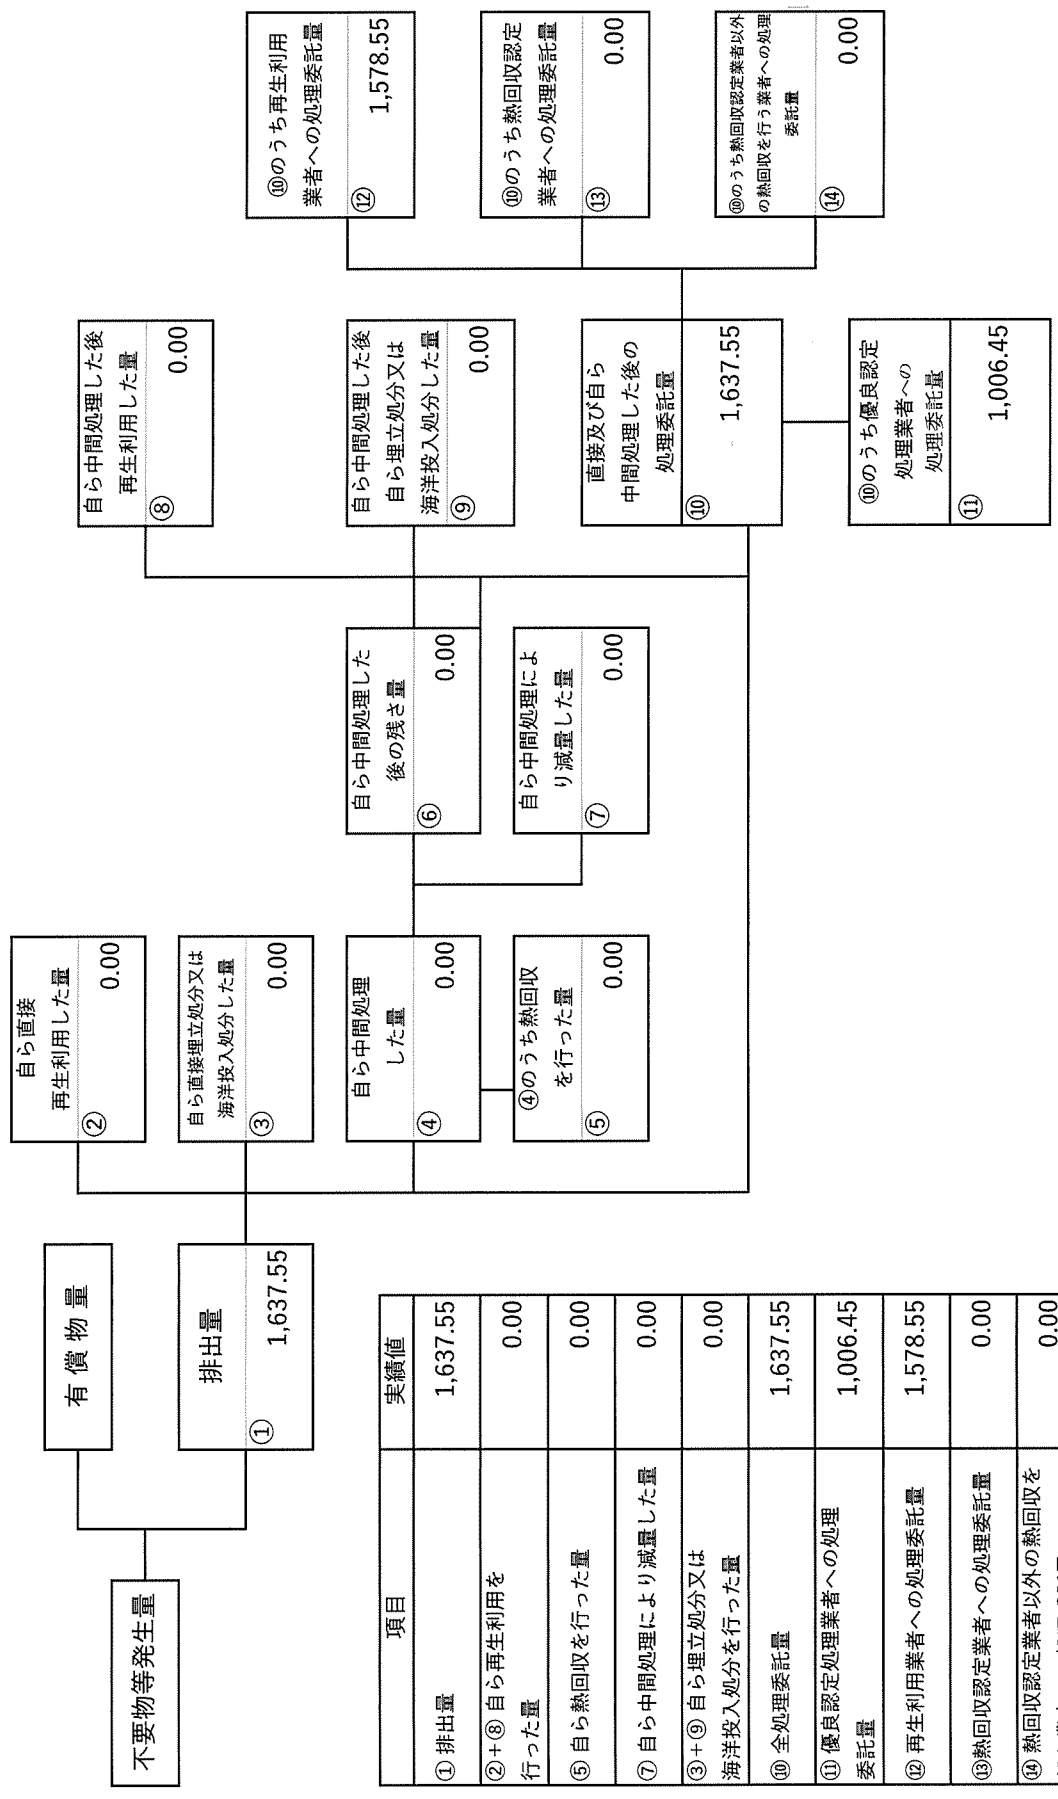 不要物等発生量
有償物量
排出量
① 1,637.55
自ら直接
再生利用した量
② 0.00
自ら直接埋立処分又は
海洋投入処分した量
③ 0.00
自ら中間処理
した量
④ 0.00
④のうち熱回収
を行った量
⑤ 0.00
自ら中間処理した
後の残さ量
⑥ 0.00
自ら中間処理によ
り減量した量
⑦ 0.00
自ら中間処理した後
再生利用した量
⑧ 0.00
自ら中間処理した後
自ら埋立処分又は
海洋投入処分した量
⑨ 0.00
直接及び自ら
中間処理した後の
処理委託量
⑩ 1,637.55
⑩のうち優良認定
処理業者への
処理委託量
⑪ 1,006.45
⑩のうち再生利用
業者への処理委託量
⑫ 1,578.55
⑩のうち熱回収認定
業者への処理委託量
⑬ 0.00
⑩のうち熱回収認定業者以外
の熱回収を行う業者への処理
委託量
⑭ 0.00
項目 実績値
①排出量 1,637.55
②+⑧自ら再生利用を
行った量 0.00
⑤ 自ら熱回収を行った量 0.00
⑦ 自ら中間処理により減量した量 0.00
③+⑨自ら埋立処分又は
海洋投入処分を行った量 0.00
⑩ 全処理委託量 1,637.55
⑪ 優良認定処理業者への処理
委託量 1,006.45
⑫ 再生利用業者への処理委託量 1,578.55
⑬熱回収認定業者への処理委託量 0.00
⑭ 熱回収認定業者以外の熱回収を 0.00